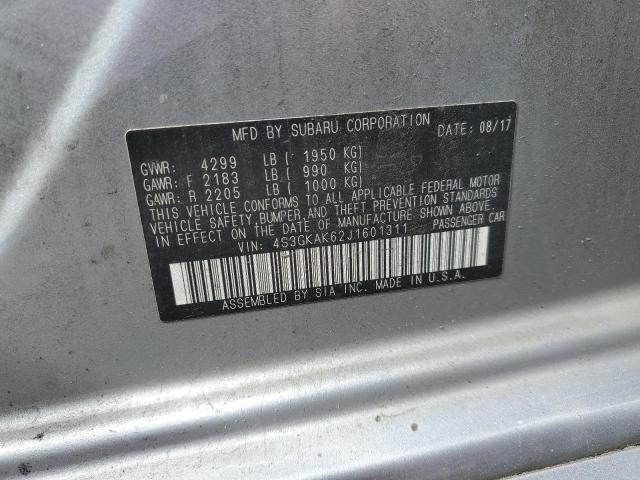 MFD BY SUBARU CORPORATION DATE: 08/17
GVWR: 4299 LB ( 1950 KG)
GAWR: F 2183 LB ( 990 KG)
GAWR: R 2205 LB ( 1000 KG)
THIS VEHICLE CONFORMS TO ALL APPLICABLE FEDERAL MOTOR
VEHICLE SAFETY, BUMPER, AND THEFT PREVENTION STANDARDS
IN EFFECT ON THE DATE OF MANUFACTURE SHOWN ABOVE.
VIN: 4S3GKAK62J1601311 PASSENGER CAR
ASSEMBLED BY SIA INC. MADE IN U.S.A.